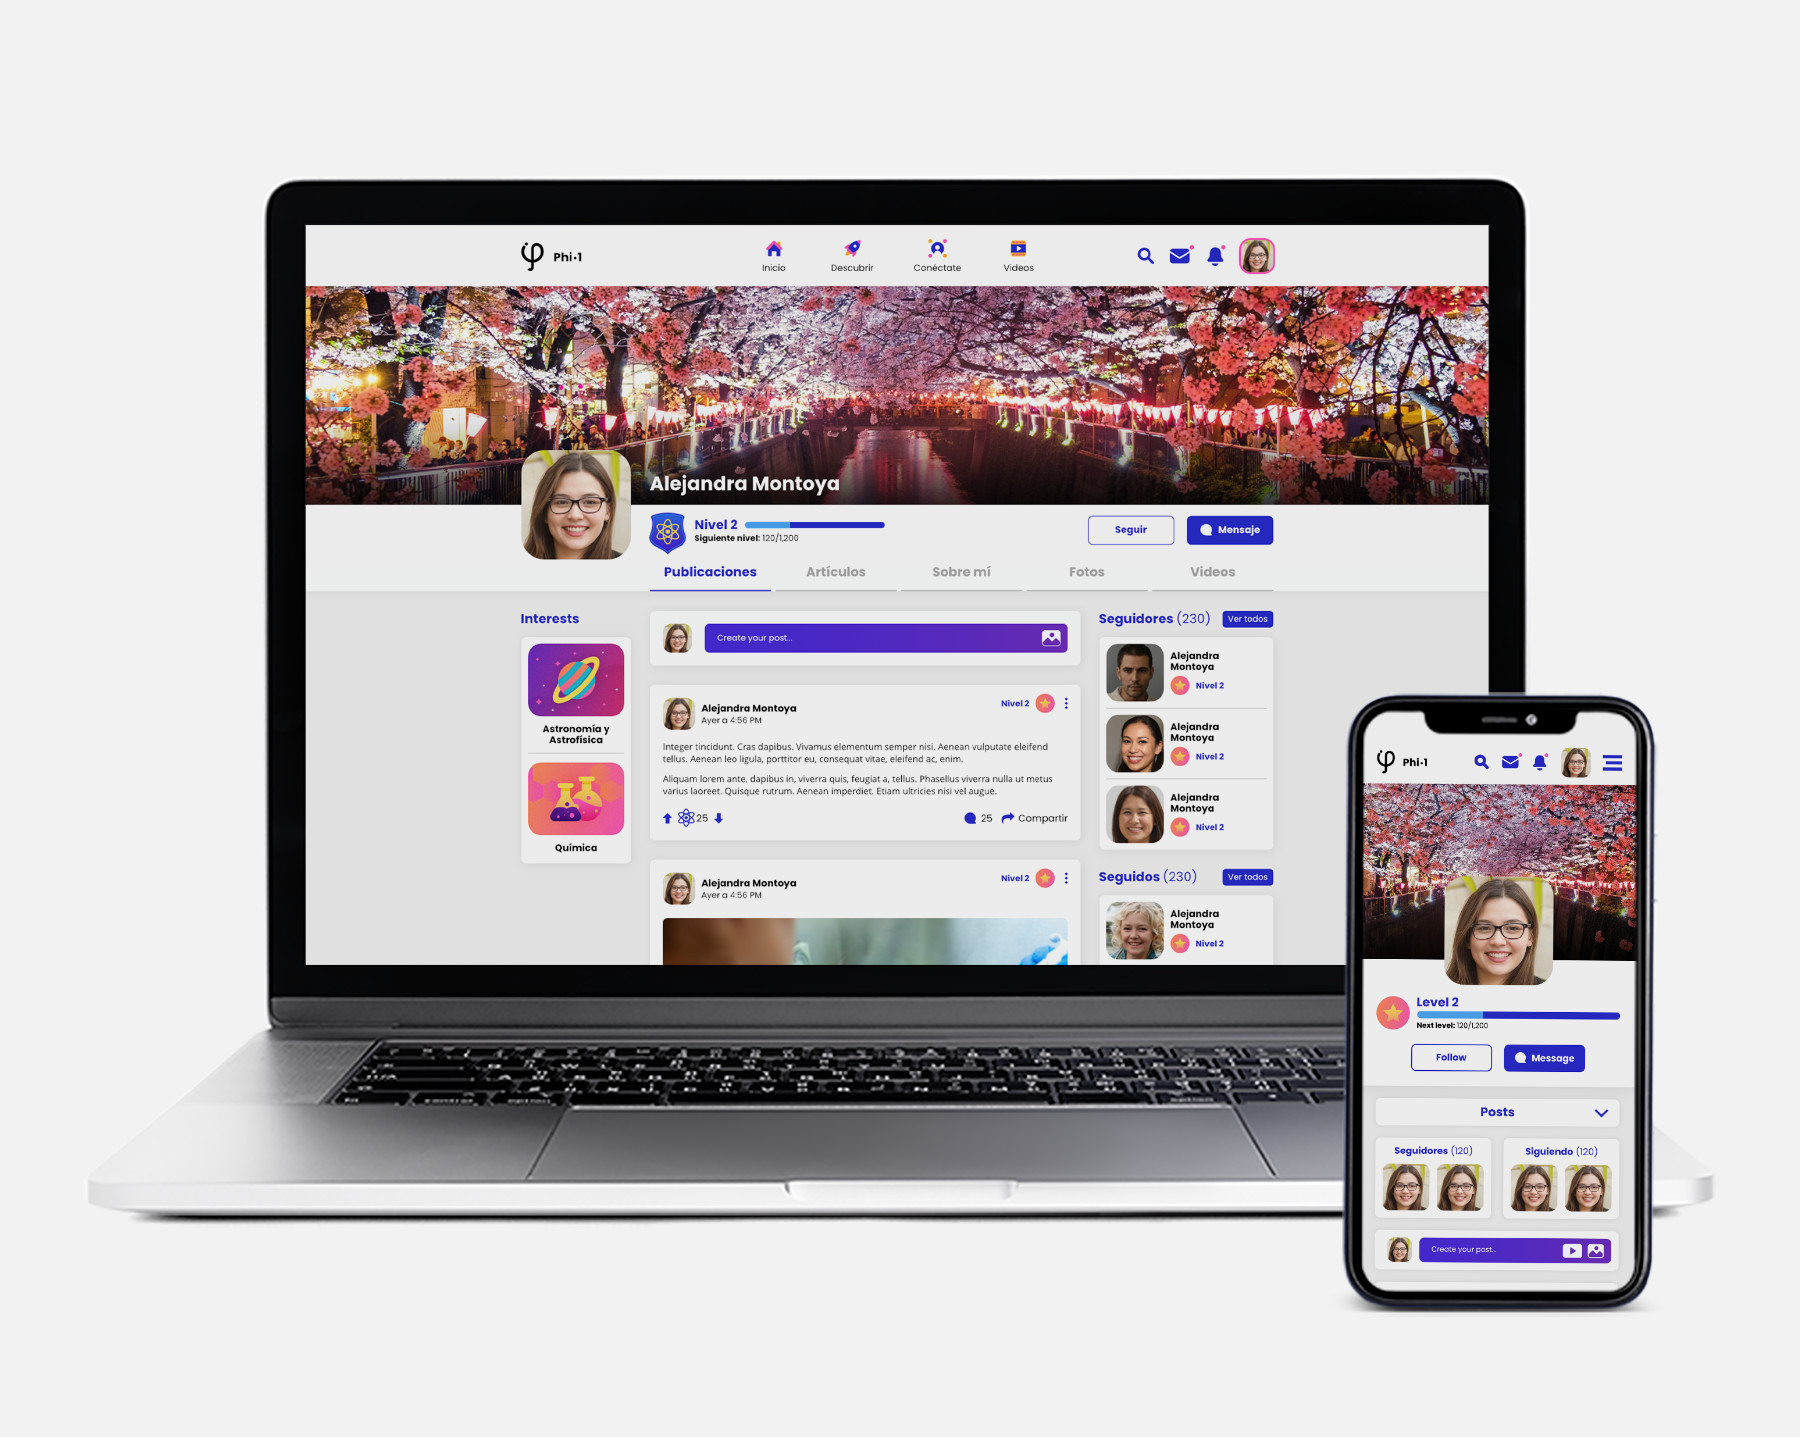 Phi·1
Inicio
Descubrir
Conéctate
Videos
Alejandra Montoya
Nivel 2
Siguiente nivel: 120/1,200
Seguir
Mensaje
Publicaciones
Artículos
Sobre mí
Fotos
Videos
Interests
Astronomía y
Astrofísica
Química
Create your post...
Alejandra Montoya
Ayer a 4:56 PM
Nivel 2
Integer tincidunt. Cras dapibus. Vivamus elementum semper nisi. Aenean vulputate eleifend
tellus. Aenean leo ligula, porttitor eu, consequat vitae, eleifend ac, enim.
Aliquam lorem ante, dapibus in, viverra quis, feugiat a, tellus. Phasellus viverra nulla ut metus
varius laoreet. Quisque rutrum. Aenean imperdiet. Etiam ultricies nisi vel augue.
25
25
Compartir
Alejandra Montoya
Ayer a 4:56 PM
Nivel 2
Seguidores (230)
Ver todos
Alejandra
Montoya
Nivel 2
Alejandra
Montoya
Nivel 2
Alejandra
Montoya
Nivel 2
Seguidos (230)
Ver todos
Alejandra
Montoya
Nivel 2
Phi·1
Level 2
Next level: 120/1,200
Follow
Message
Posts
Seguidores (120)
Siguiendo (120)
Create your post...